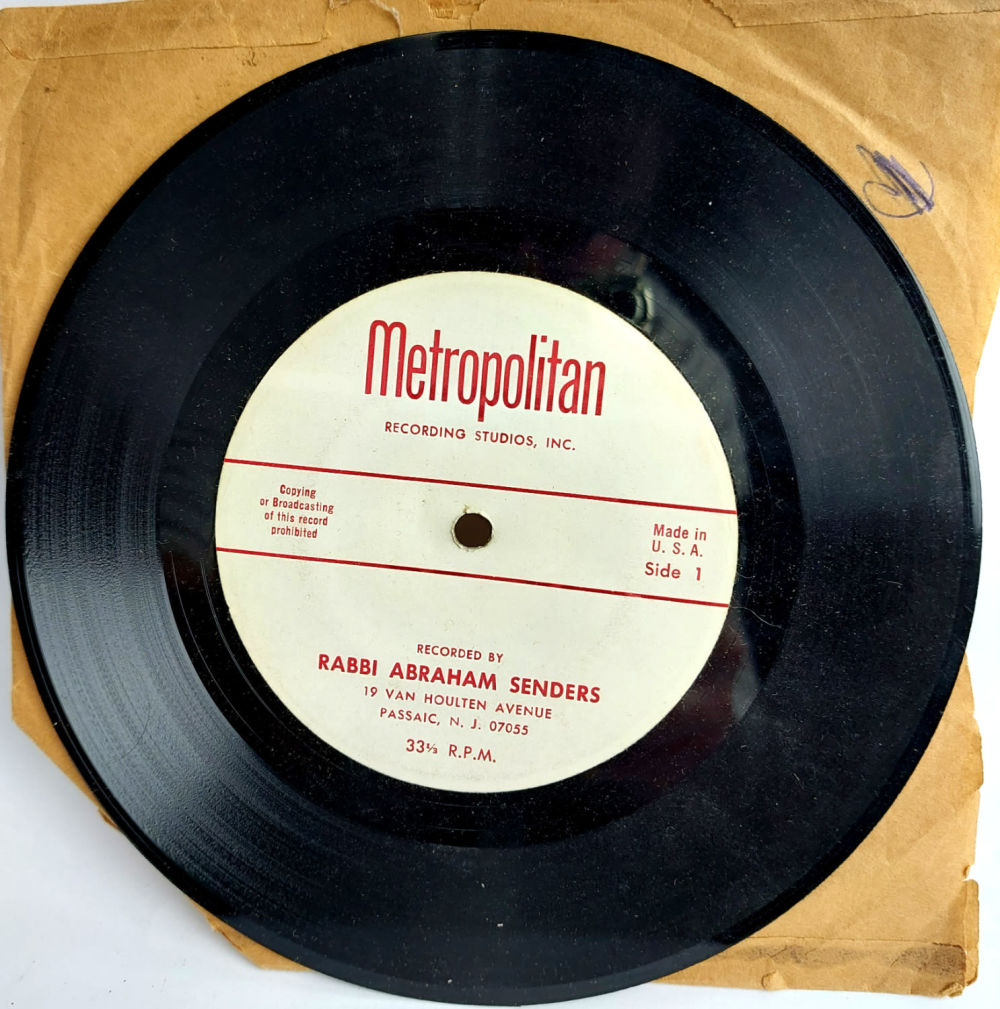 Metropolitan
RECORDING STUDIOS, INC.
Copying
or Broadcasting
of this record
prohibited
Made in
U. S. A.
Side 1
RECORDED BY
RABBI ABRAHAM SENDERS
19 VAN HOULTEN AVENUE
PASSAIC, N. J. 07055
33⅓ R.P.M.